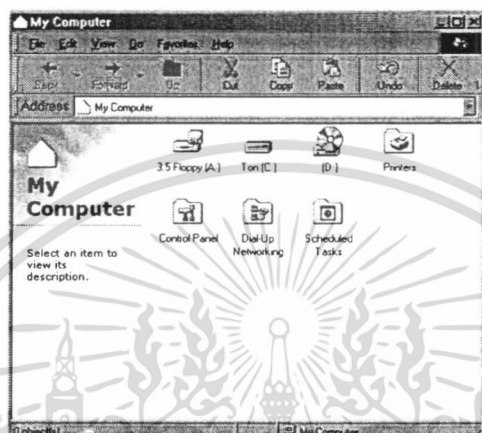 My Computer
File Edit View Go Favorites Help
Back Forward Up Cut Copy Paste Undo Delete
Address My Computer
3.5 Floppy (A:) Ton (C:) (D:) Printers
My
Computer
Control Panel Dial-Up
Networking Scheduled
Tasks
Select an item to
view its
description.
My Computer